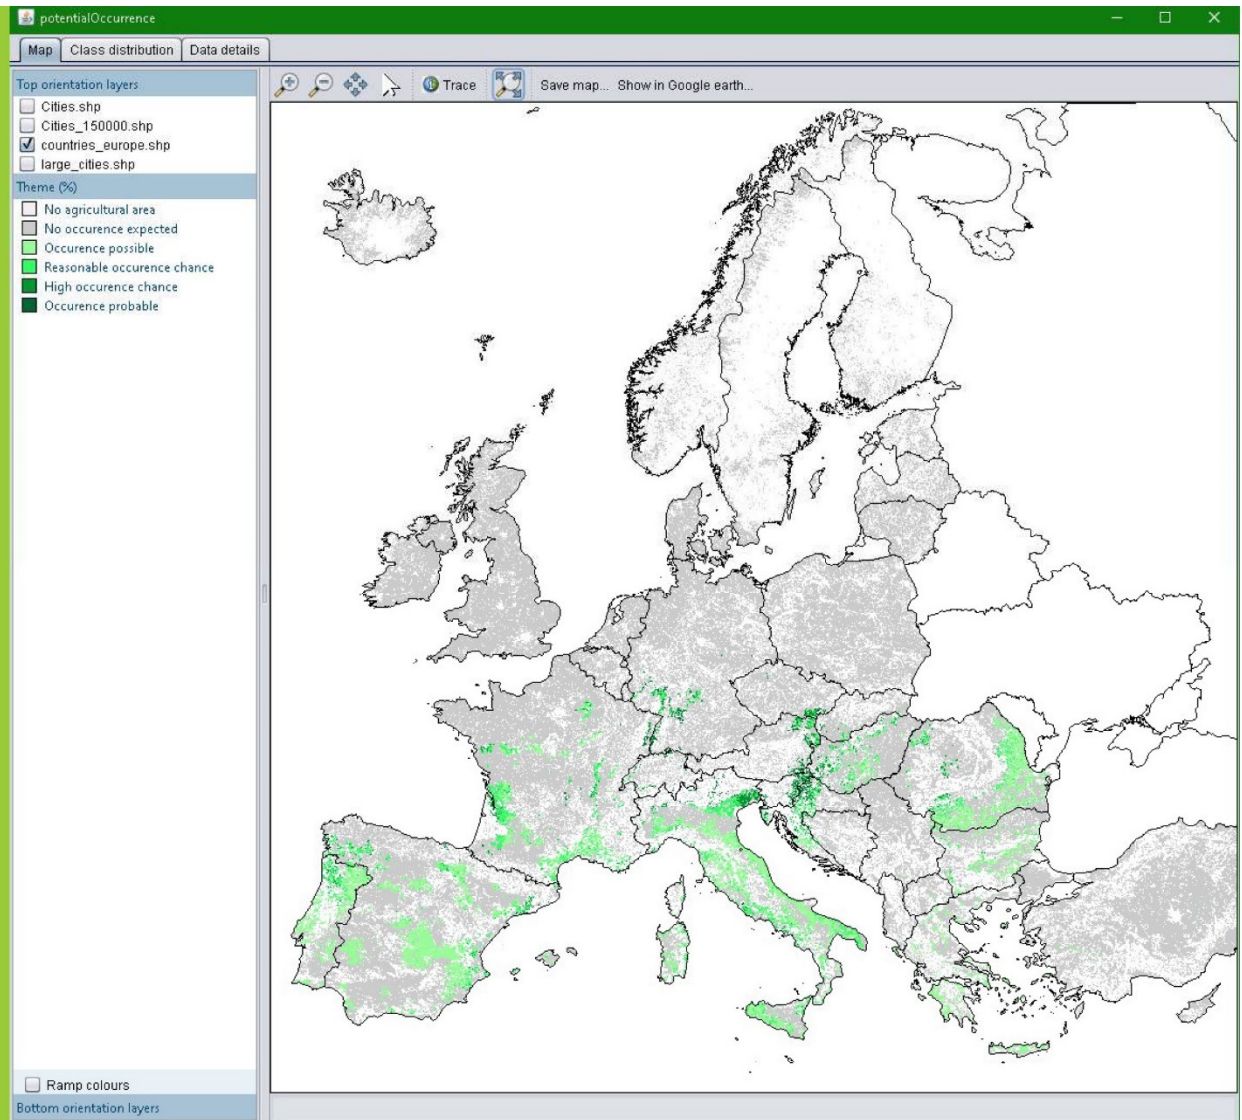 potentialOccurrence
Map Class distribution Data details
Top orientation layers
Cities.shp
Cities_150000.shp
countries_europe.shp
large_cities.shp
Theme (%)
No agricultural area
No occurence expected
Occurence possible
Reasonable occurence chance
High occurence chance
Occurence probable
Trace Save map... Show in Google earth...
Ramp colours
Bottom orientation layers